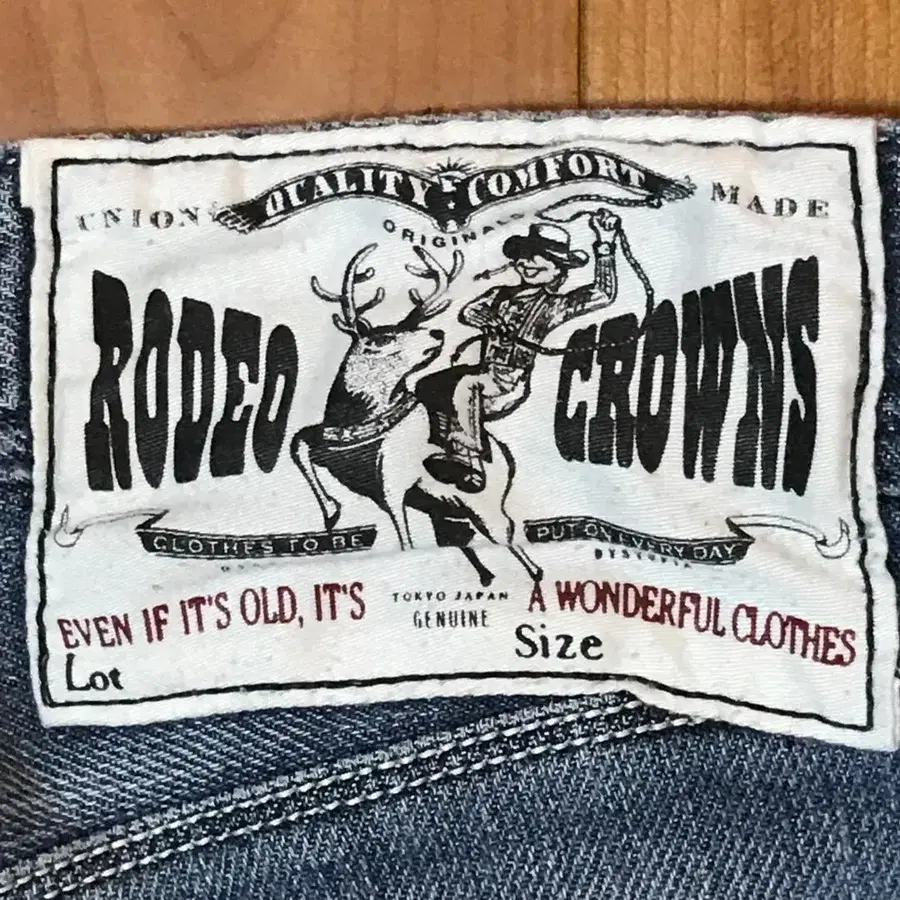 QUALITY COMFORT
UNION MADE
ORIGINALS
RODEO CROWNS
CLOTHES TO BE PUT ON EVERY DAY
EVEN IF IT'S OLD, IT'S A WONDERFUL CLOTHES
TOKYO JAPAN
GENUINE
Lot Size